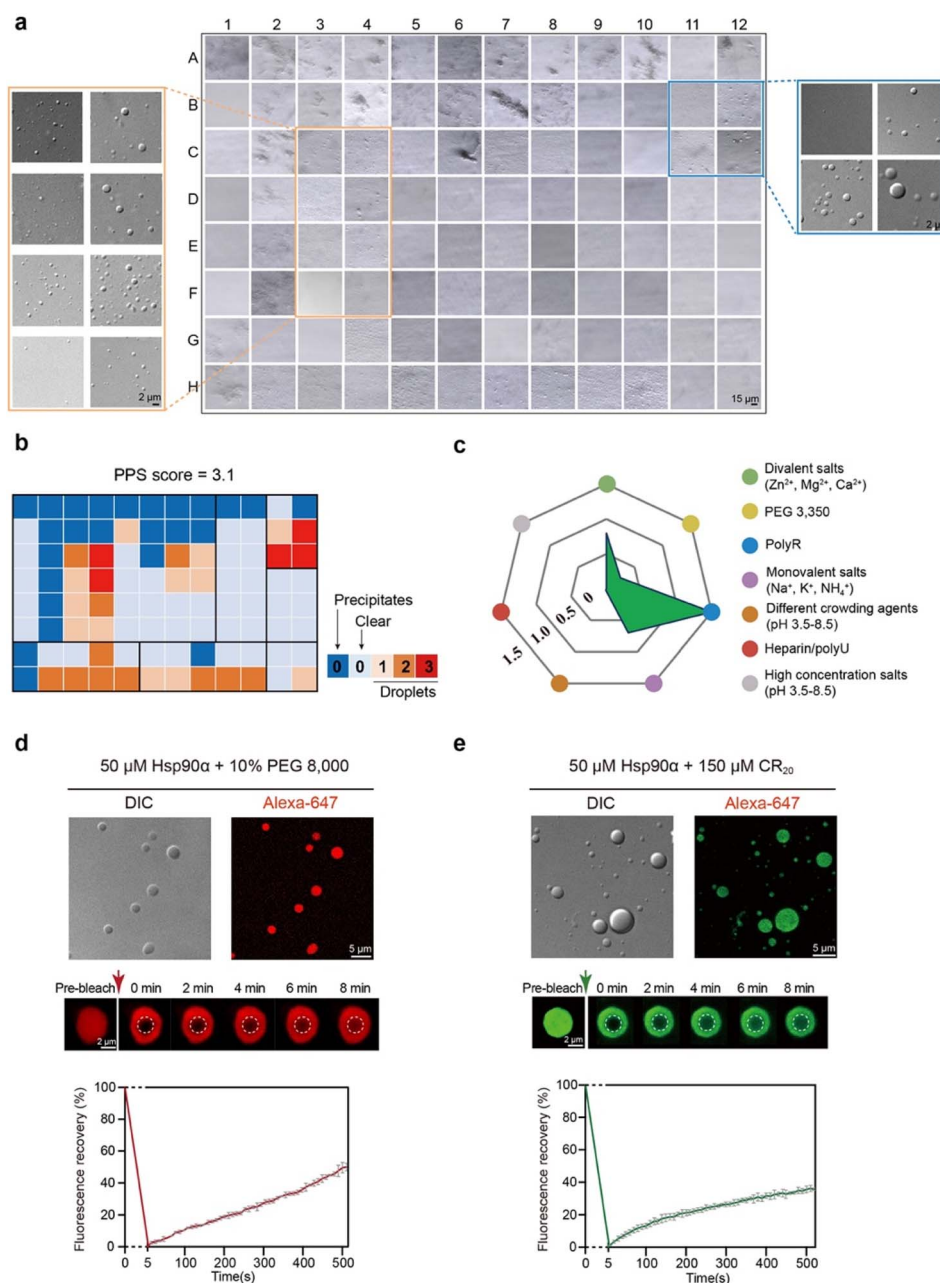 a
1 2 3 4 5 6 7 8 9 10 11 12
A
B
C
D
E
F
G
H
2 μm
15 μm
2 μm
b
PPS score = 3.1
Precipitates
Clear
0 0 1 2 3
Droplets
c
0
0.5
1.0
1.5
Divalent salts
(Zn²⁺, Mg²⁺, Ca²⁺)
PEG 3,350
PolyR
Monovalent salts
(Na⁺, K⁺, NH₄⁺)
Different crowding agents
(pH 3.5-8.5)
Heparin/polyU
High concentration salts
(pH 3.5-8.5)
d
50 μM Hsp90α + 10% PEG 8,000
DIC
Alexa-647
5 μm
Pre-bleach 0 min 2 min 4 min 6 min 8 min
2 μm
Fluorescence recovery (%)
100
80
60
40
20
0
0 5 100 200 300 400 500
Time(s)
e
50 μM Hsp90α + 150 μM CR₂₀
DIC
Alexa-647
5 μm
Pre-bleach 0 min 2 min 4 min 6 min 8 min
2 μm
Fluorescence recovery (%)
100
80
60
40
20
0
0 5 100 200 300 400 500
Time(s)